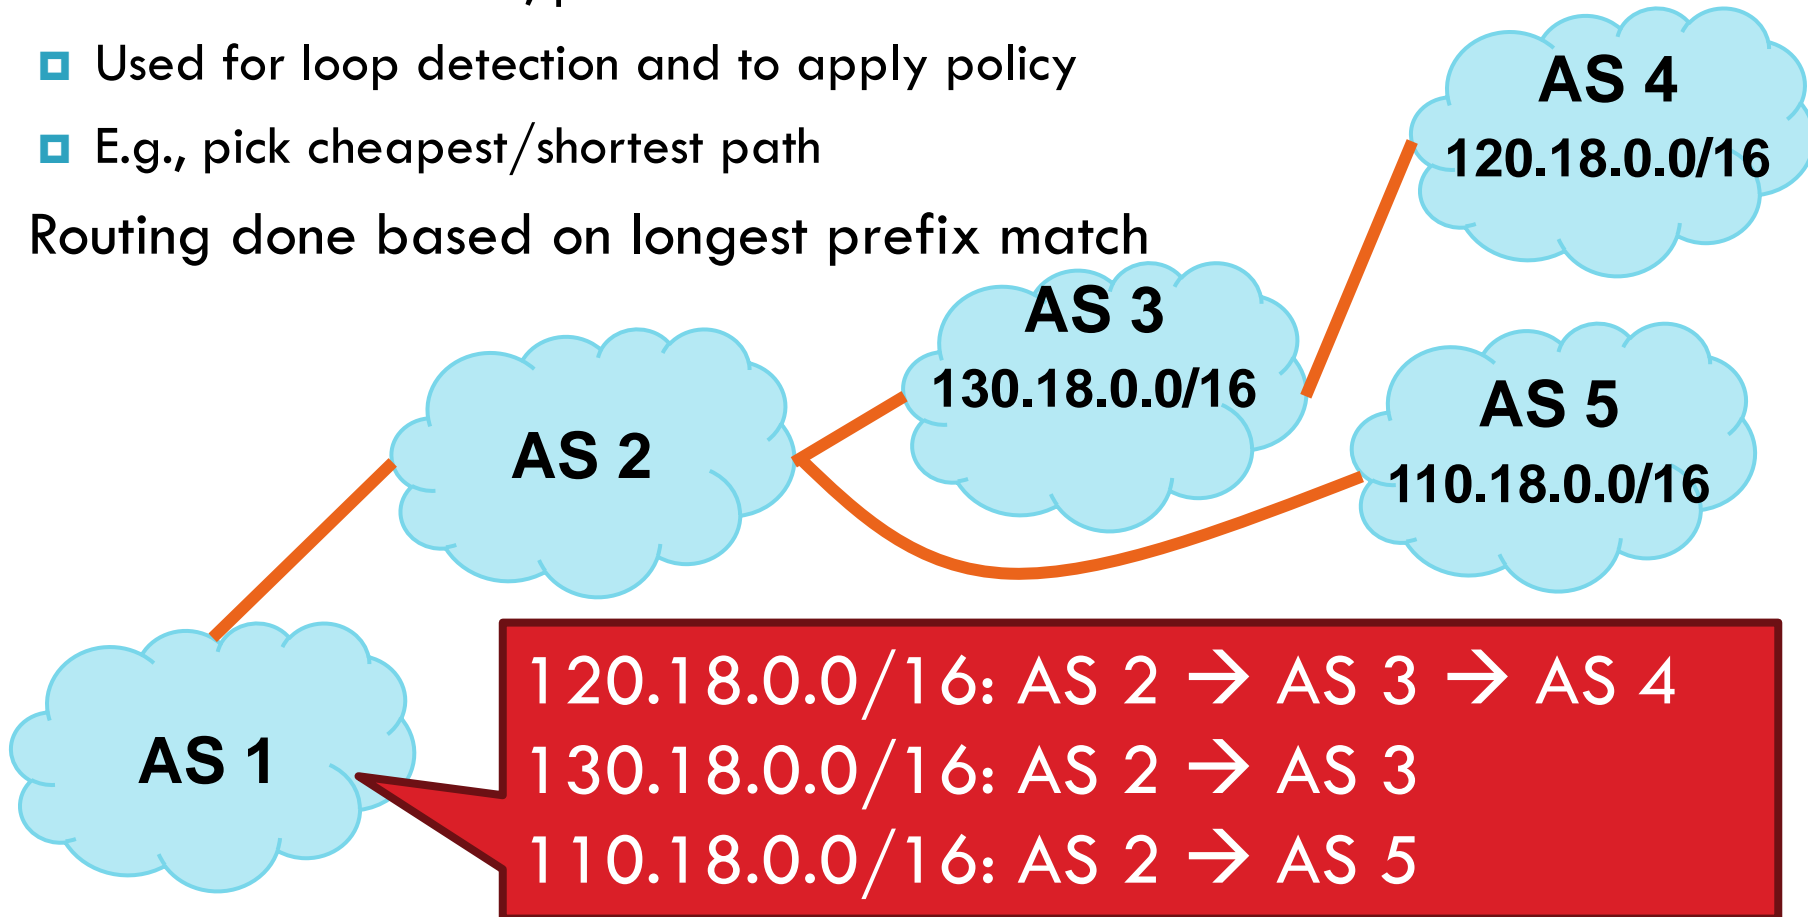 Used for loop detection and to apply policy
E.g., pick cheapest/shortest path
Routing done based on longest prefix match
AS 4
120.18.0.0/16
AS 3
130.18.0.0/16
AS 5
110.18.0.0/16
AS 2
AS 1
120.18.0.0/16: AS 2 → AS 3 → AS 4
130.18.0.0/16: AS 2 → AS 3
110.18.0.0/16: AS 2 → AS 5